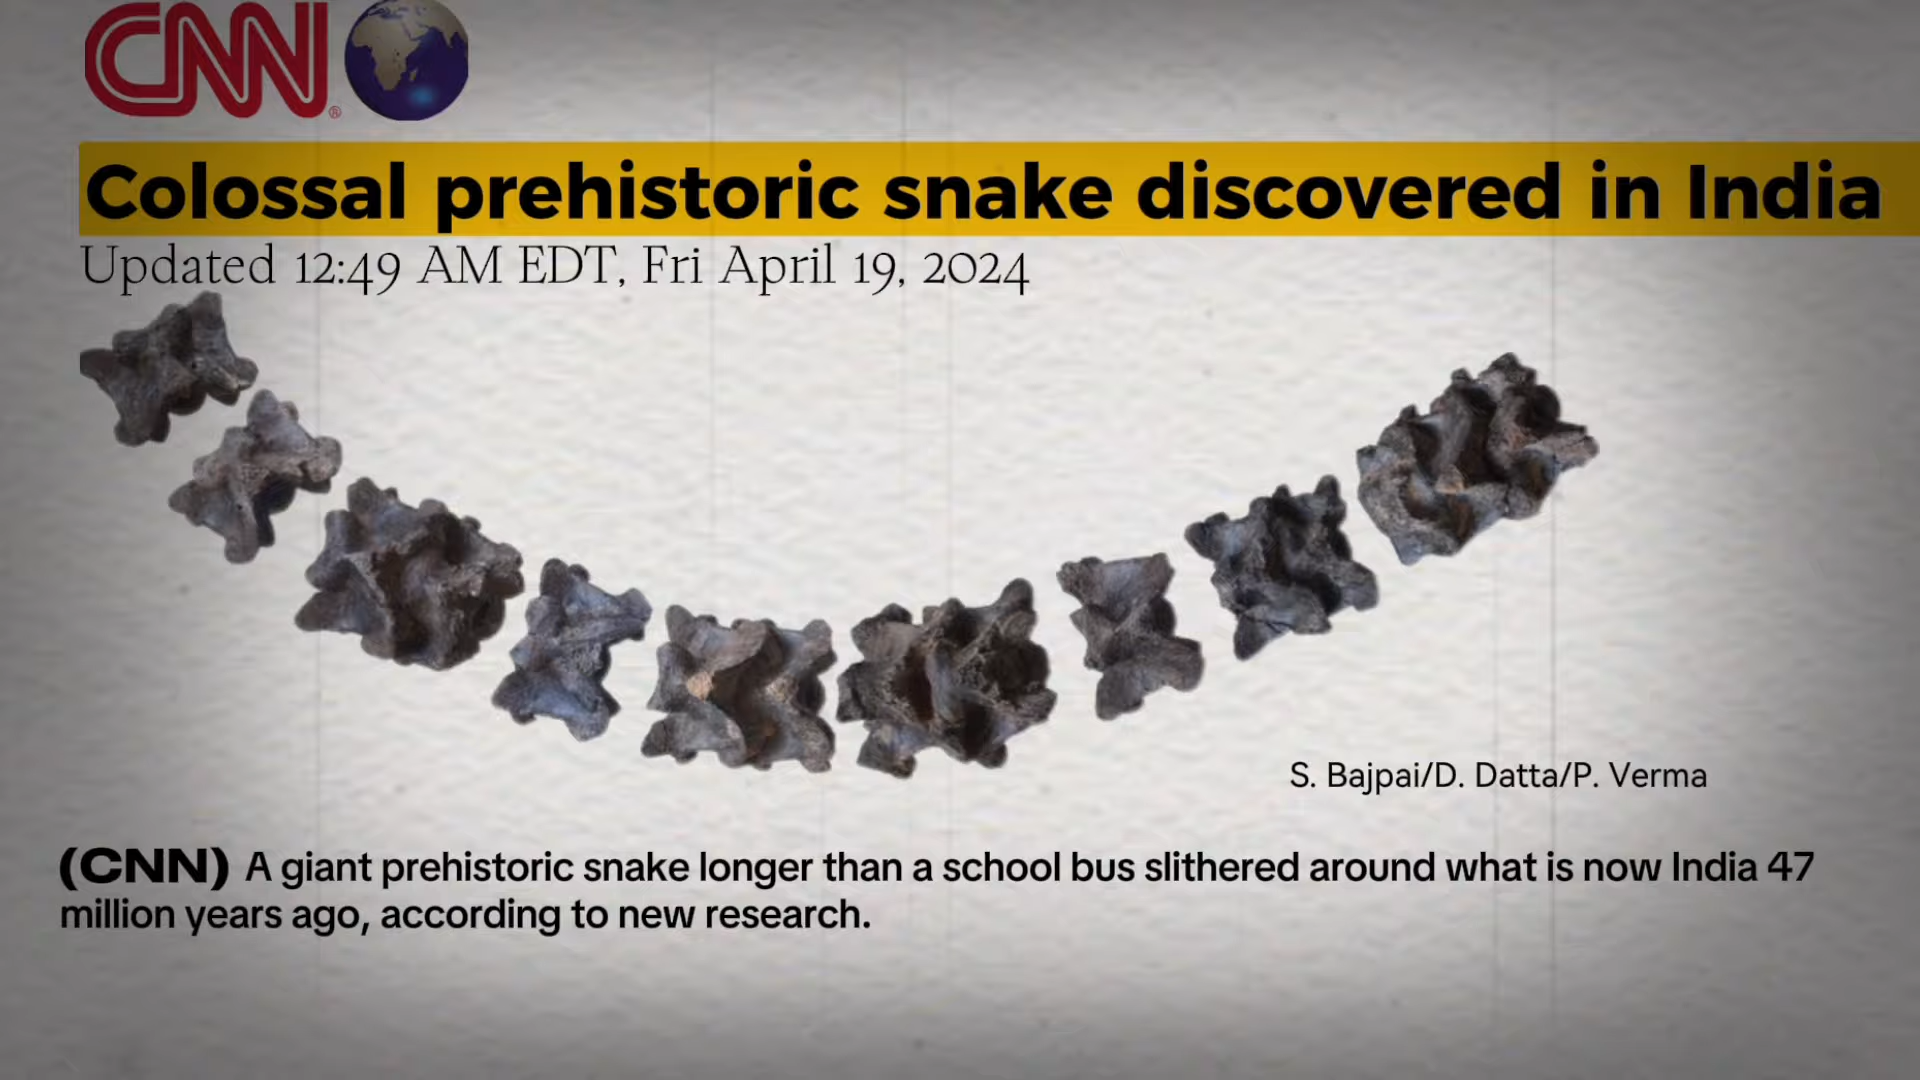 CNN®
Colossal prehistoric snake discovered in India
Updated 12:49 AM EDT, Fri April 19, 2024
S. Bajpai/D. Datta/P. Verma
(CNN) A giant prehistoric snake longer than a school bus slithered around what is now India 47
million years ago, according to new research.